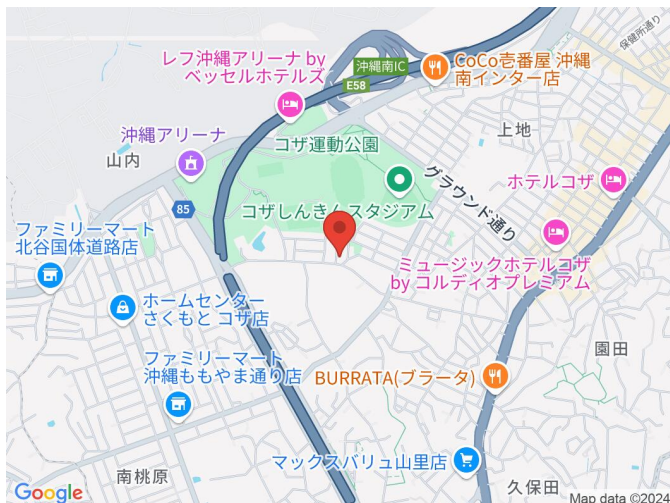 保健所通り
レフ沖縄アリーナ by
ベッセルホテルズ
沖縄南IC
E58
CoCo壱番屋 沖縄
南インター店
上地
沖縄アリーナ
山内
コザ運動公園
グラウンド通り
ホテルコザ
85
コザしんきんスタジアム
ファミリーマート
北谷国体道路店
ミュージックホテルコザ
by コルディオプレミアム
ホームセンター
さくもと コザ店
園田
ファミリーマート
沖縄ももやま通り店
BURRATA(ブラータ)
マックスバリュ山里店
南桃原
久保田
Google
Map data ©2024